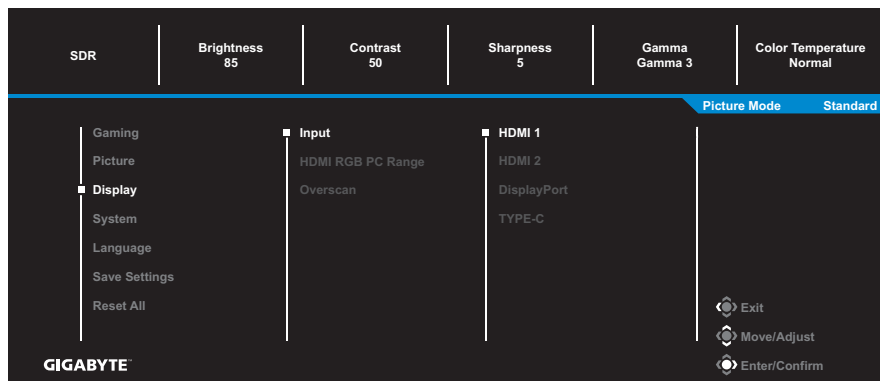 SDR
Brightness
85
Contrast
50
Sharpness
5
Gamma
Gamma 3
Color Temperature
Normal
Picture Mode Standard
Gaming
Picture
Display
System
Language
Save Settings
Reset All
Input
HDMI RGB PC Range
Overscan
HDMI 1
HDMI 2
DisplayPort
TYPE-C
Exit
Move/Adjust
Enter/Confirm
GIGABYTE™